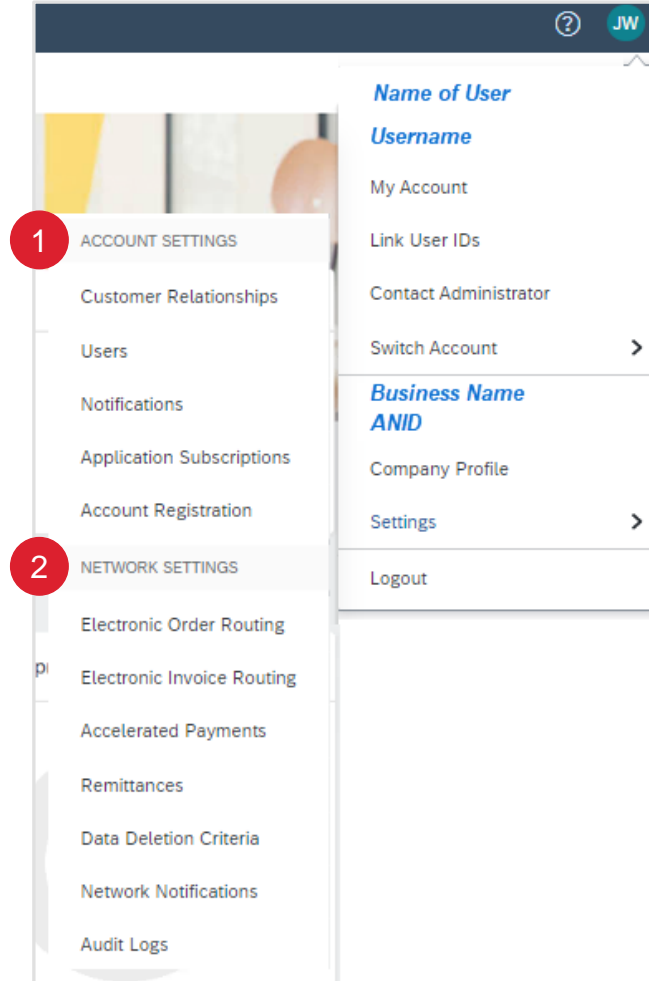 ? JW
Name of User
Username
My Account
Link User IDs
Contact Administrator
Switch Account
Business Name
ANID
Company Profile
Settings
Logout
1 ACCOUNT SETTINGS
Customer Relationships
Users
Notifications
Application Subscriptions
Account Registration
2 NETWORK SETTINGS
Electronic Order Routing
Electronic Invoice Routing
Accelerated Payments
Remittances
Data Deletion Criteria
Network Notifications
Audit Logs